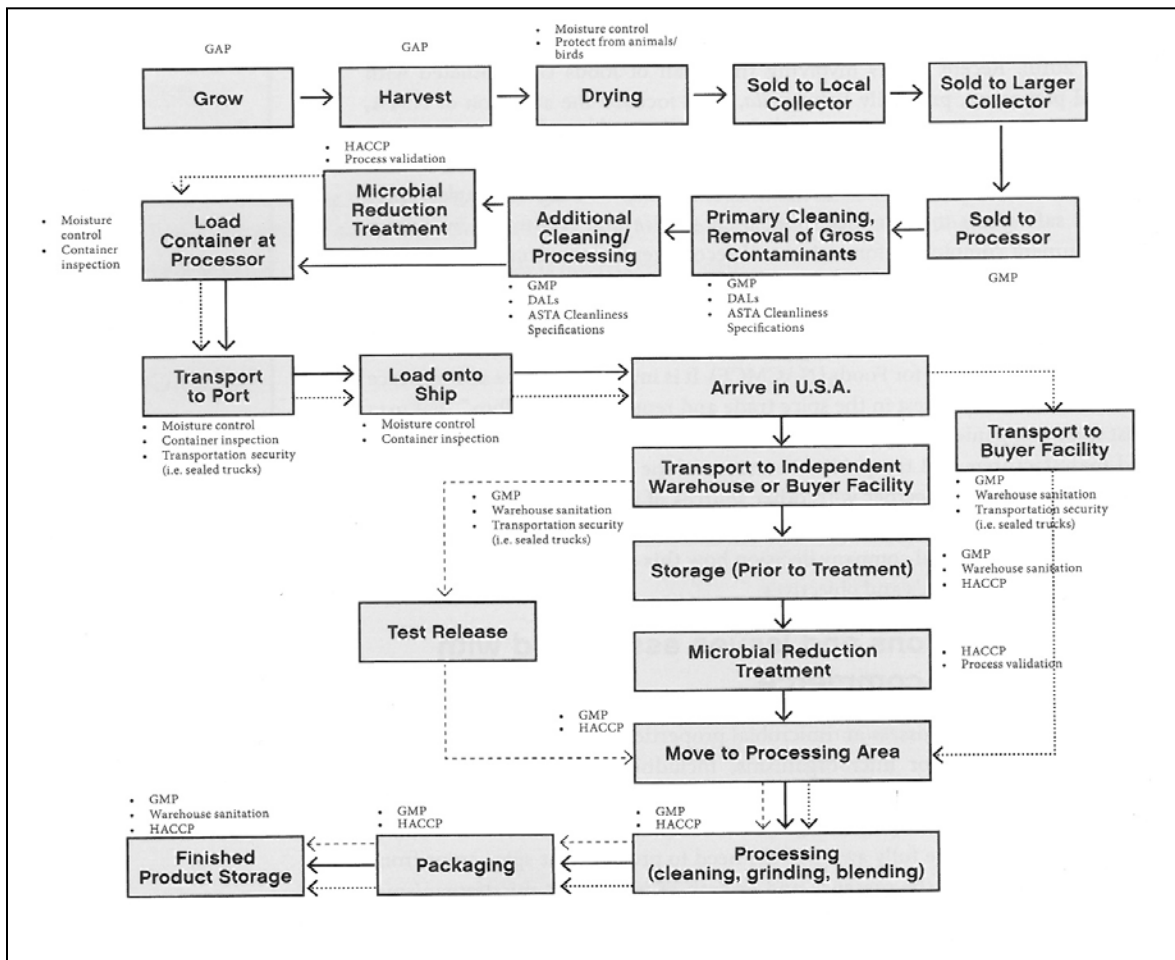 GAP
Grow
GAP
Harvest
• Moisture control
• Protect from animals/
birds
Drying
Sold to Local
Collector
Sold to Larger
Collector
• HACCP
• Process validation
Microbial
Reduction
Treatment
• Moisture
control
• Container
inspection
Load
Container at
Processor
Additional
Cleaning/
Processing
• GMP
• DALs
• ASTA Cleanliness
Specifications
Primary Cleaning,
Removal of Gross
Contaminants
• GMP
• DALs
• ASTA Cleanliness
Specifications
Sold to
Processor
GMP
Transport
to Port
• Moisture control
• Container inspection
• Transportation security
(i.e. sealed trucks)
Load onto
Ship
• Moisture control
• Container inspection
Arrive in U.S.A.
Transport to
Buyer Facility
• GMP
• Warehouse sanitation
• Transportation security
(i.e. sealed trucks)
Transport to Independent
Warehouse or Buyer Facility
• GMP
• Warehouse sanitation
• Transportation security
(i.e. sealed trucks)
Storage (Prior to Treatment)
• GMP
• Warehouse sanitation
• HACCP
Test Release
Microbial Reduction
Treatment
• HACCP
• Process validation
• GMP
• HACCP
Move to Processing Area
• GMP
• Warehouse sanitation
• HACCP
Finished
Product Storage
• GMP
• HACCP
Packaging
• GMP
• HACCP
Processing
(cleaning, grinding, blending)